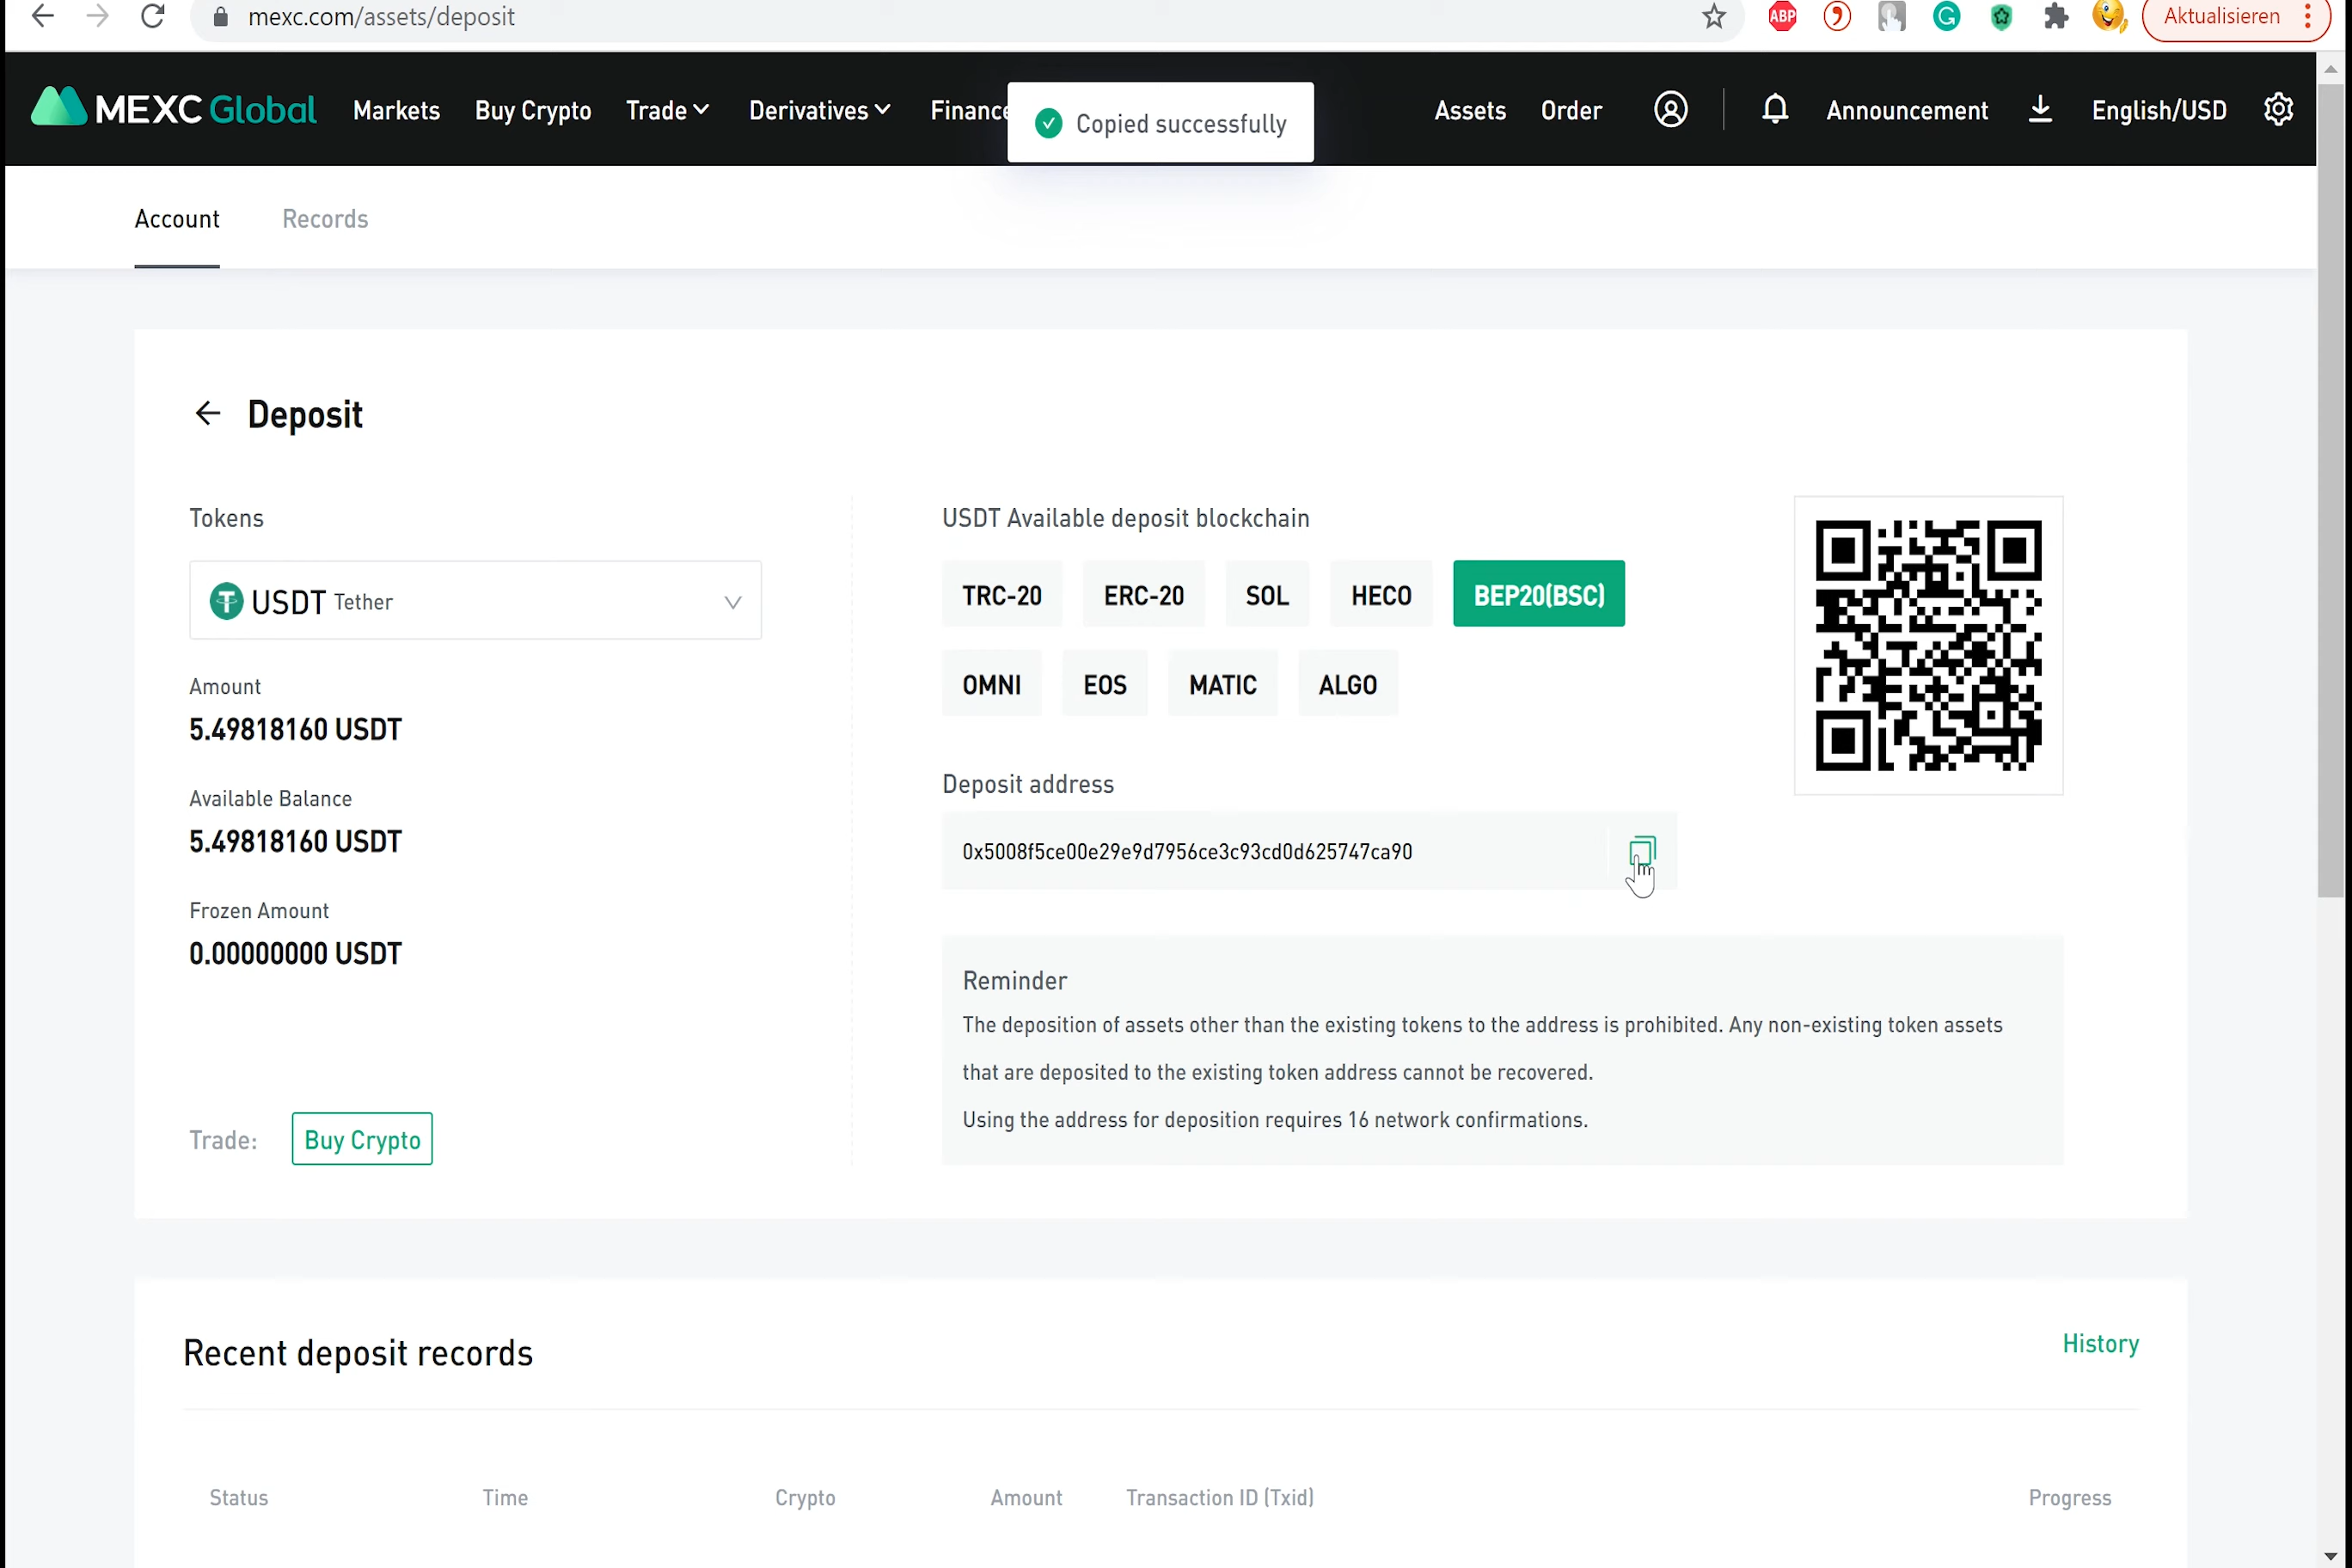 mexc.com/assets/deposit
ABP
Aktualisieren
MEXC Global
Markets
Buy Crypto
Trade
Derivatives
Finance
Copied successfully
Assets
Order
Announcement
English/USD
Account
Records
Deposit
Tokens
USDT Tether
Amount
5.49818160 USDT
Available Balance
5.49818160 USDT
Frozen Amount
0.00000000 USDT
Trade:
Buy Crypto
USDT Available deposit blockchain
TRC-20
ERC-20
SOL
HECO
BEP20(BSC)
OMNI
EOS
MATIC
ALGO
Deposit address
0x5008f5ce00e29e9d7956ce3c93cd0d625747ca90
Reminder
The deposition of assets other than the existing tokens to the address is prohibited. Any non-existing token assets
that are deposited to the existing token address cannot be recovered.
Using the address for deposition requires 16 network confirmations.
Recent deposit records
History
Status
Time
Crypto
Amount
Transaction ID (Txid)
Progress